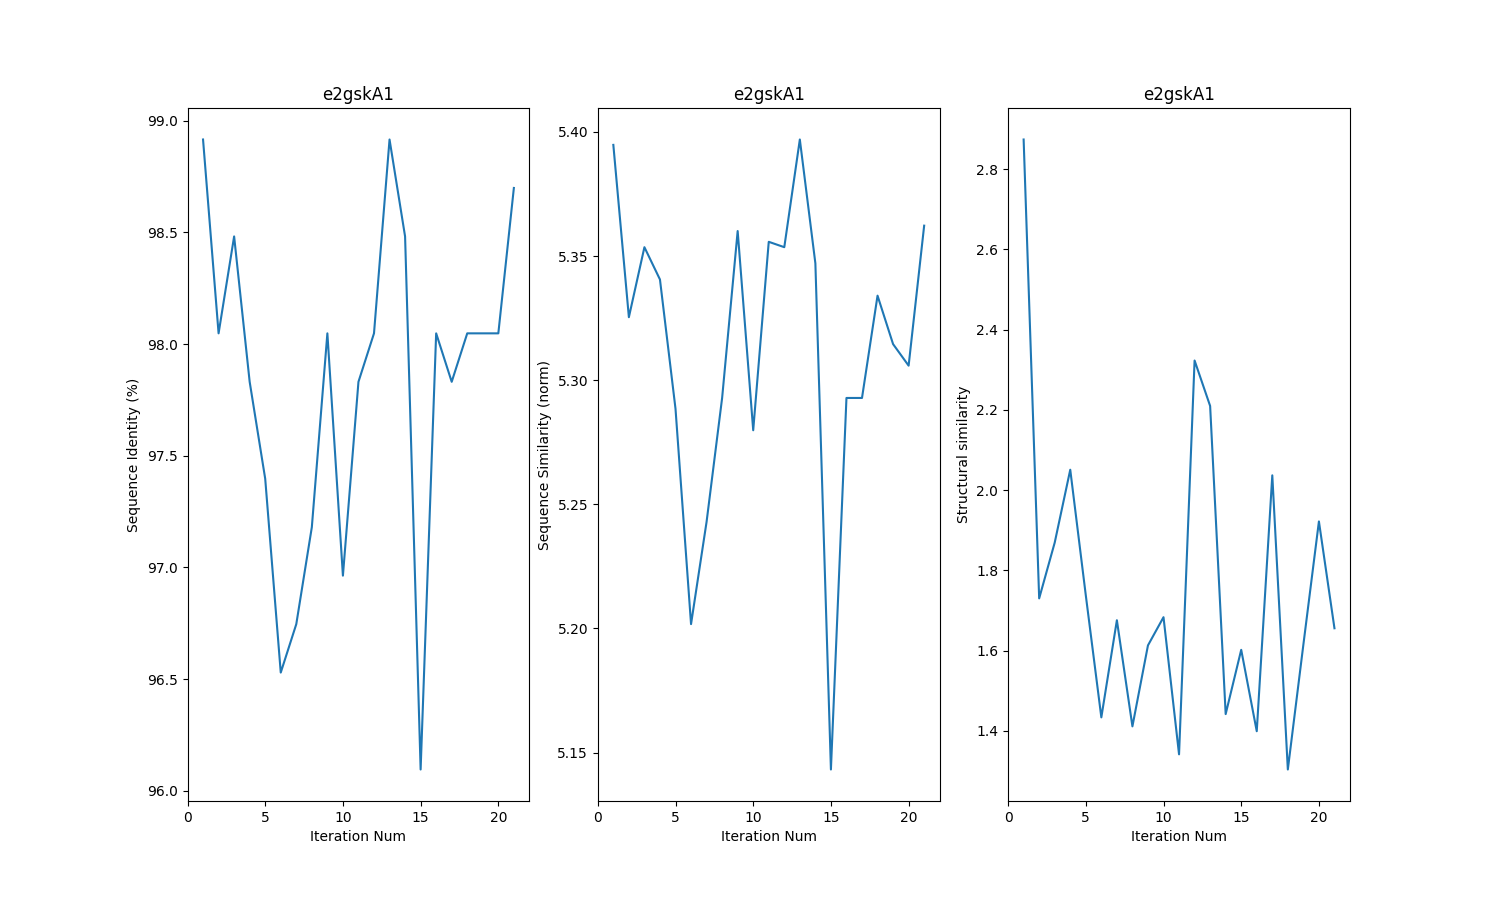 e2gskA1
99.0
98.5
98.0
97.5
97.0
96.5
96.0
Sequence Identity (%)
0 5 10 15 20
Iteration Num
e2gskA1
5.40
5.35
5.30
5.25
5.20
5.15
Sequence Similarity (norm)
0 5 10 15 20
Iteration Num
e2gskA1
2.8
2.6
2.4
2.2
2.0
1.8
1.6
1.4
Structural similarity
0 5 10 15 20
Iteration Num